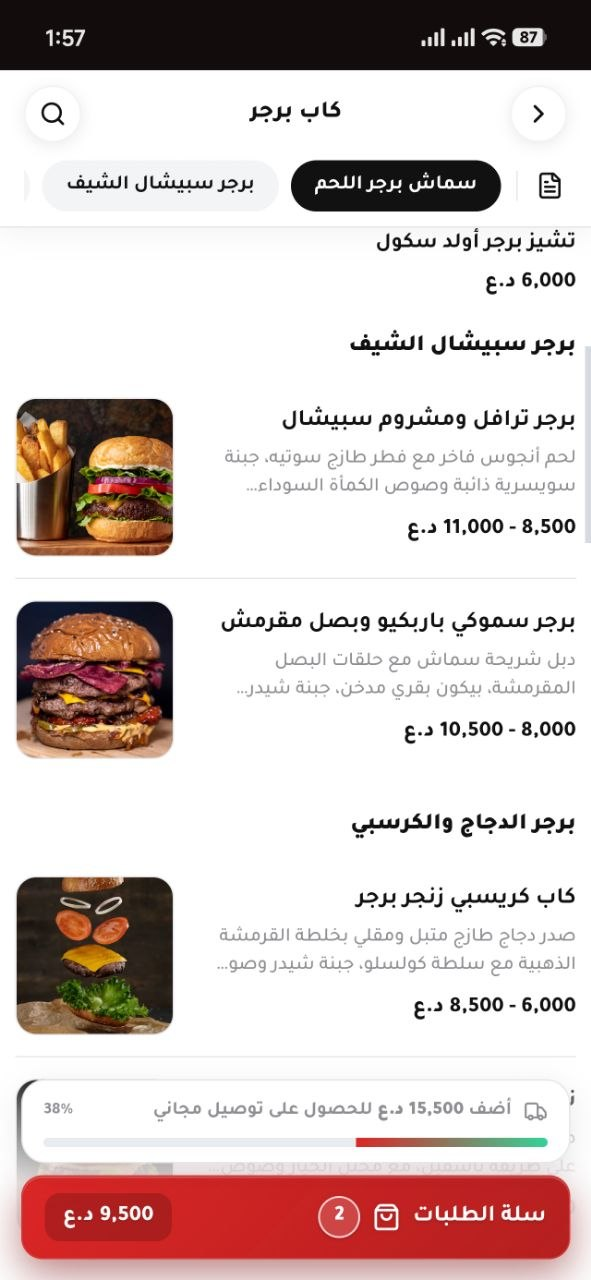 1:57
87
كاب برجر
سماش برجر اللحم
برجر سبيشال الشيف
تشيز برجر أولد سكول
6,000 د.ع
برجر سبيشال الشيف
برجر ترافل ومشروم سبيشال
لحم أنجوس فاخر مع فطر طازج سوتيه، جبنة
سويسرية ذائبة وصوص الكمأة السوداء...
8,500 - 11,000 د.ع
برجر سموكي باربكيو وبصل مقرمش
دبل شريحة سماش مع حلقات البصل
المقرمشة، بيكون بقري مدخن، جبنة شيدر...
8,000 - 10,500 د.ع
برجر الدجاج والكرسبي
كاب كريسبي زنجر برجر
صدر دجاج طازج متبل ومقلي بخلطة القرمشة
الذهبية مع سلطة كولسلو، جبنة شيدر وصو...
6,000 - 8,500 د.ع
أضف 15,500 د.ع للحصول على توصيل مجاني
38%
سلة الطلبات
2
9,500 د.ع